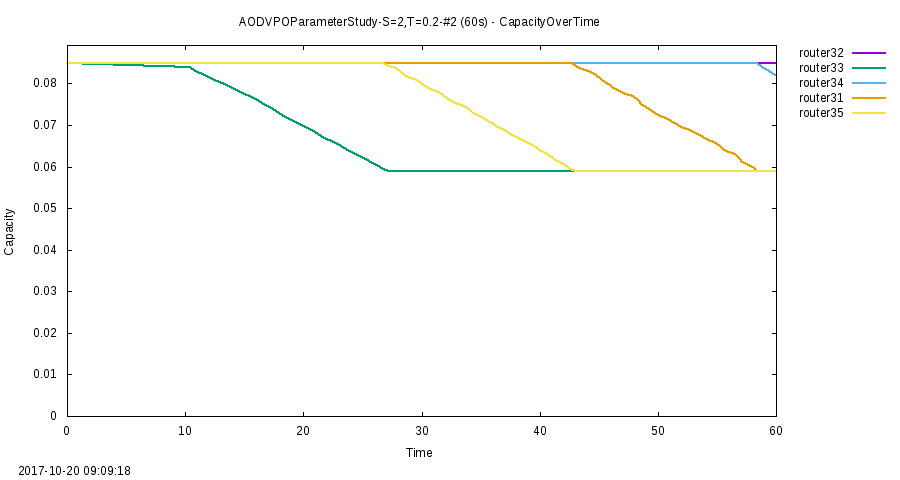 AODVPOParameterStudy-S=2,T=0.2-#2 (60s) - CapacityOverTime
router32
router33
router34
router31
router35
0.08
0.07
0.06
0.05
0.04
0.03
0.02
0.01
0
Capacity
0 10 20 30 40 50 60
Time
2017-10-20 09:09:18